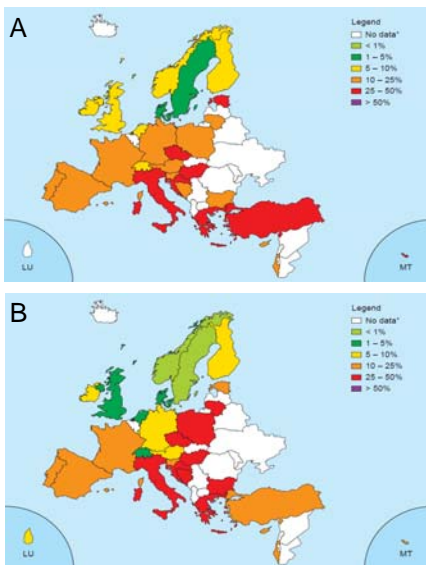 A
Legend
No data*
< 1%
1 – 5%
5 – 10%
10 – 25%
25 – 50%
> 50%
LU
MT
B
Legend
No data*
< 1%
1 – 5%
5 – 10%
10 – 25%
25 – 50%
> 50%
LU
MT